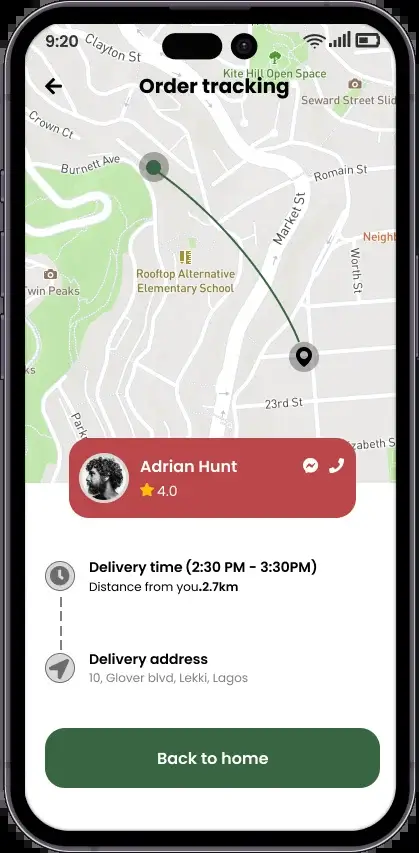 9:20
Clayton St
Kite Hill Open Space
Order tracking
Seward Street Slid
Crown Ct
Burnett Ave
Romain St
Market St
Neighb
Worth St
Rooftop Alternative
Elementary School
Twin Peaks
ks
23rd St
Park
zabeth S
Adrian Hunt
4.0
Delivery time (2:30 PM - 3:30PM)
Distance from you.2.7km
Delivery address
10, Glover blvd, Lekki, Lagos
Back to home